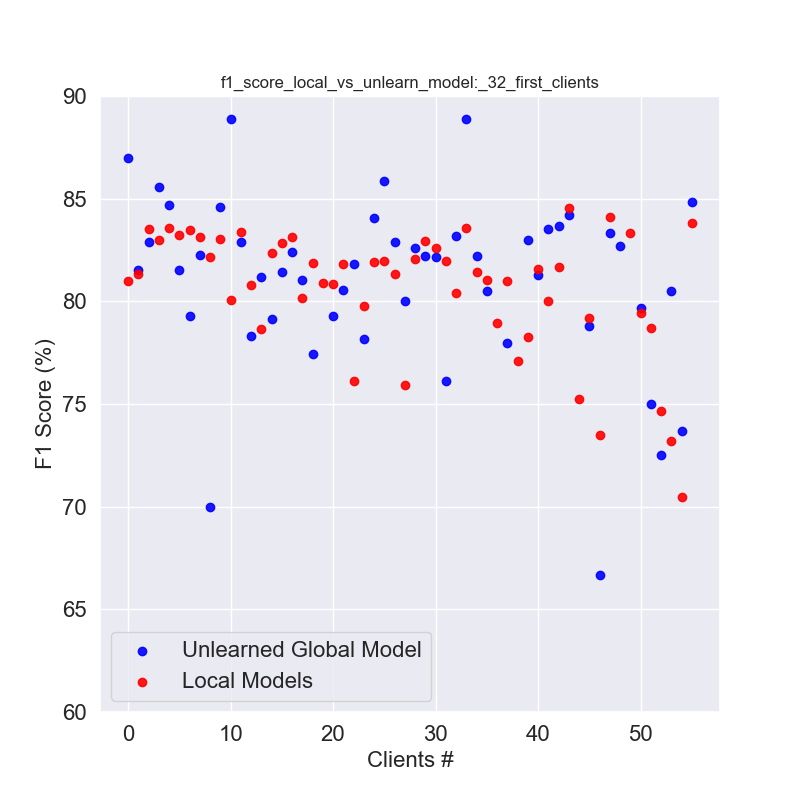 f1_score_local_vs_unlearn_model:_32_first_clients
90
85
80
75
70
65
60
F1 Score (%)
Unlearned Global Model
Local Models
0 10 20 30 40 50
Clients #